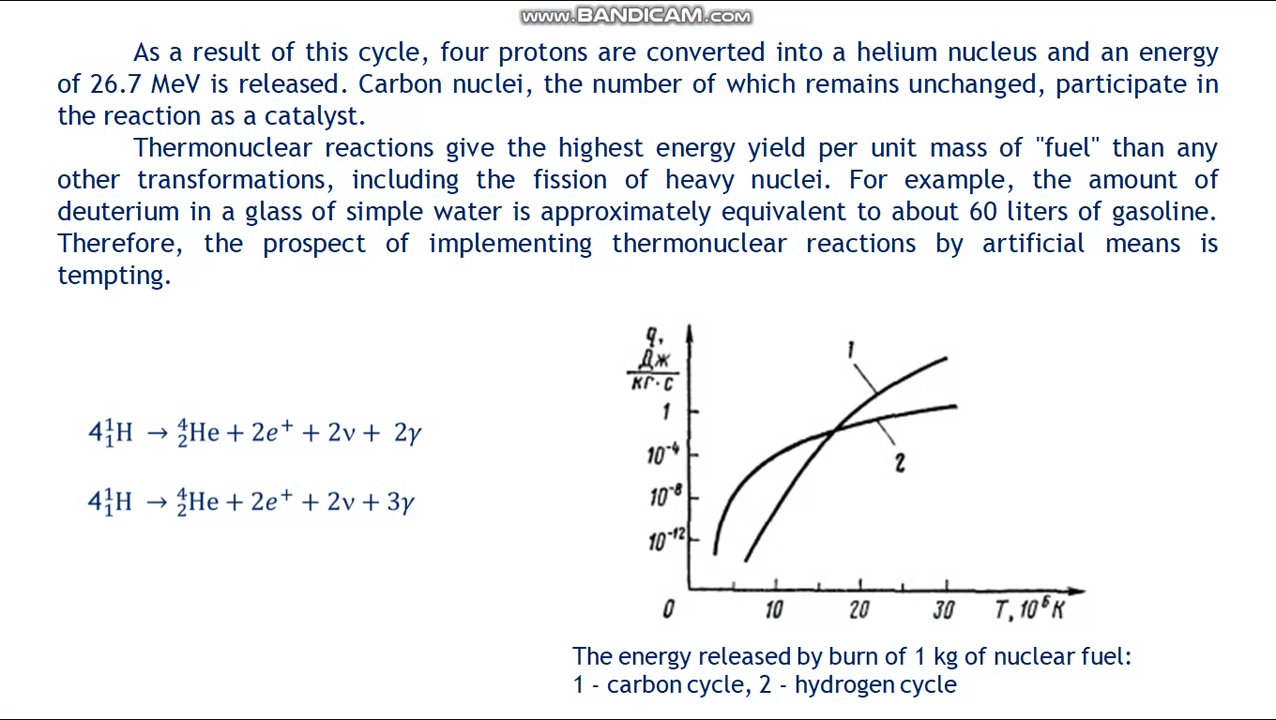 www.BANDICAM.com
As a result of this cycle, four protons are converted into a helium nucleus and an energy
of 26.7 MeV is released. Carbon nuclei, the number of which remains unchanged, participate in
the reaction as a catalyst.
Thermonuclear reactions give the highest energy yield per unit mass of "fuel" than any
other transformations, including the fission of heavy nuclei. For example, the amount of
deuterium in a glass of simple water is approximately equivalent to about 60 liters of gasoline.
Therefore, the prospect of implementing thermonuclear reactions by artificial means is
tempting.
4¹₁H → ⁴₂He + 2e⁺ + 2ν + 2γ
4¹₁H → ⁴₂He + 2e⁺ + 2ν + 3γ
q,
Дж
кг·с
1
10⁻⁴
10⁻⁸
10⁻¹²
1
2
0 10 20 30 T, 10⁶ K
The energy released by burn of 1 kg of nuclear fuel:
1 - carbon cycle, 2 - hydrogen cycle